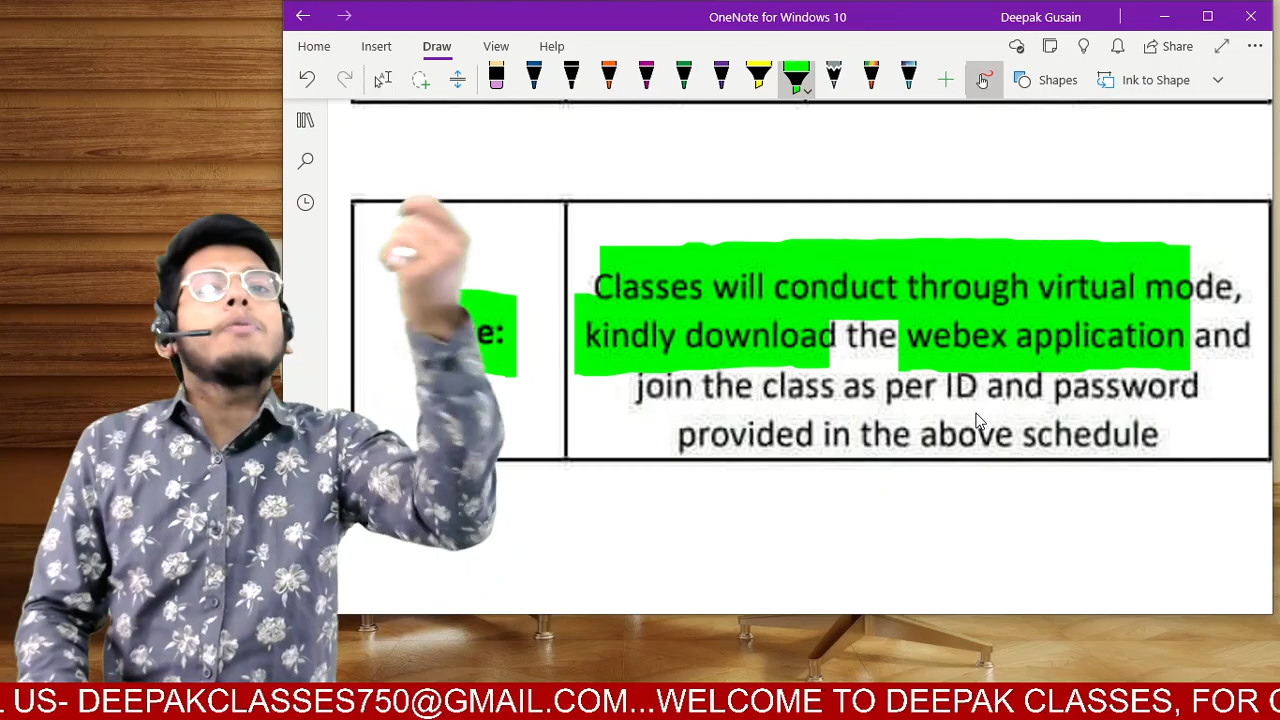 OneNote for Windows 10
Deepak Gusain
Home Insert Draw View Help
Share
Shapes
Ink to Shape
e:
Classes will conduct through virtual mode,
kindly download the webex application and
join the class as per ID and password
provided in the above schedule
L US- DEEPAKCLASSES750@GMAIL.COM...WELCOME TO DEEPAK CLASSES, FOR